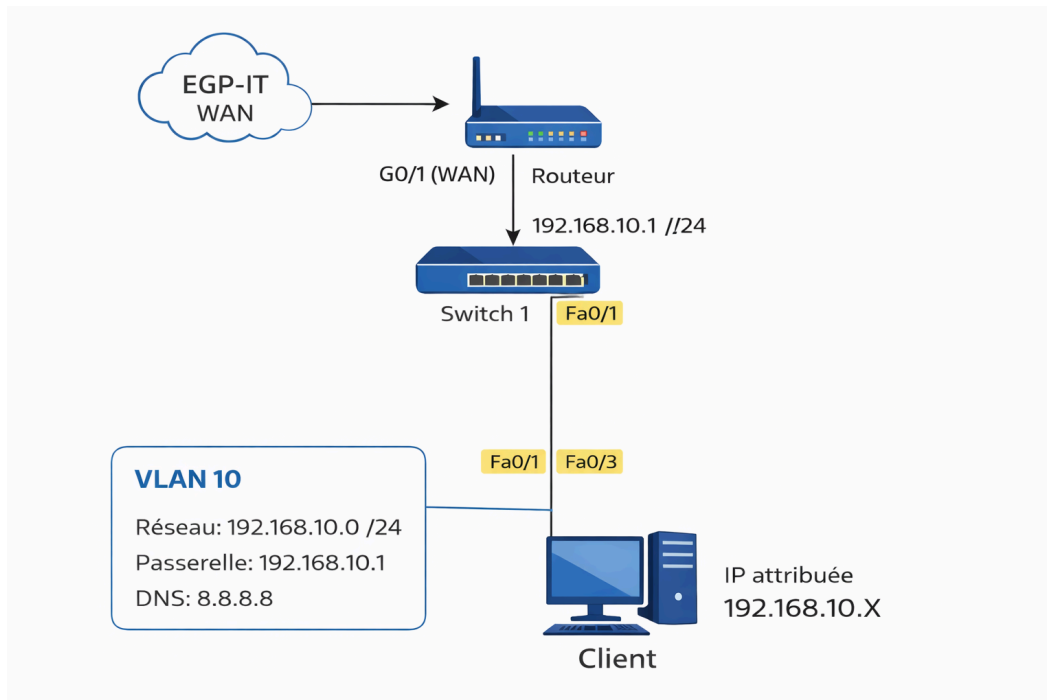 EGP-IT
WAN
G0/1 (WAN)
Routeur
192.168.10.1 //24
Switch 1
Fa0/1
Fa0/1
Fa0/3
VLAN 10
Réseau: 192.168.10.0 /24
Passerelle: 192.168.10.1
DNS: 8.8.8.8
IP attribuée
192.168.10.X
Client